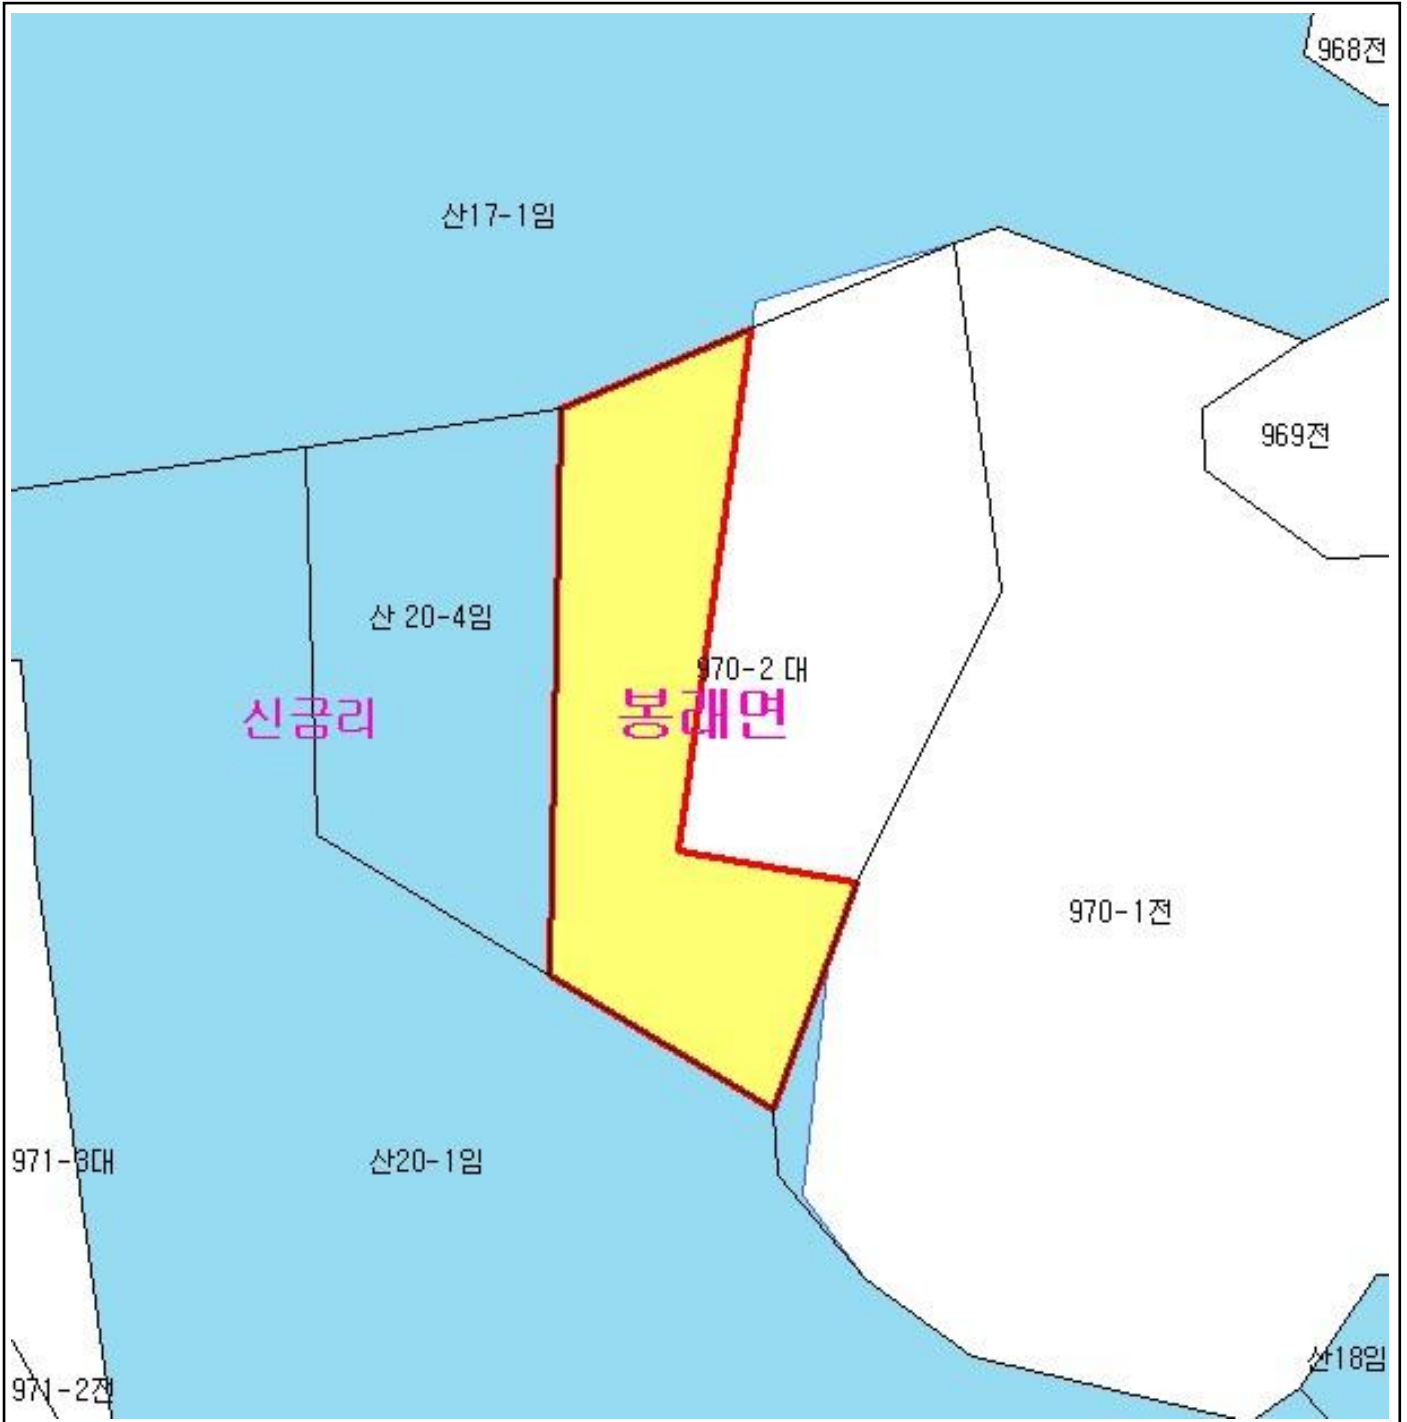 968전
산17-1임
969전
산 20-4임
970-2 대
신금리
봉래면
970-1전
971-3대
산20-1임
산18임
971-2전